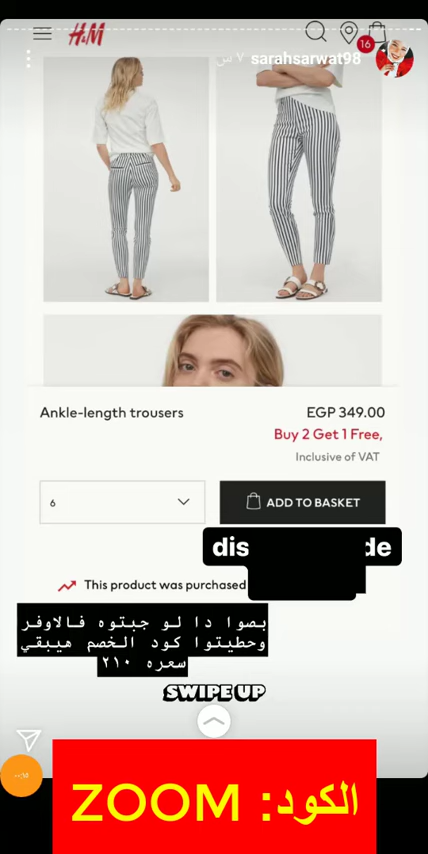 H&M
16
sarahsarwat98 ٧ س
Ankle-length trousers
EGP 349.00
Buy 2 Get 1 Free,
Inclusive of VAT
6
ADD TO BASKET
dis
de
This product was purchased
بصوا دا لو جبتوه فالاوفر
وحطيتوا كود الخصم هيبقي
سعره ٢١٠
SWIPE UP
الكود: ZOOM